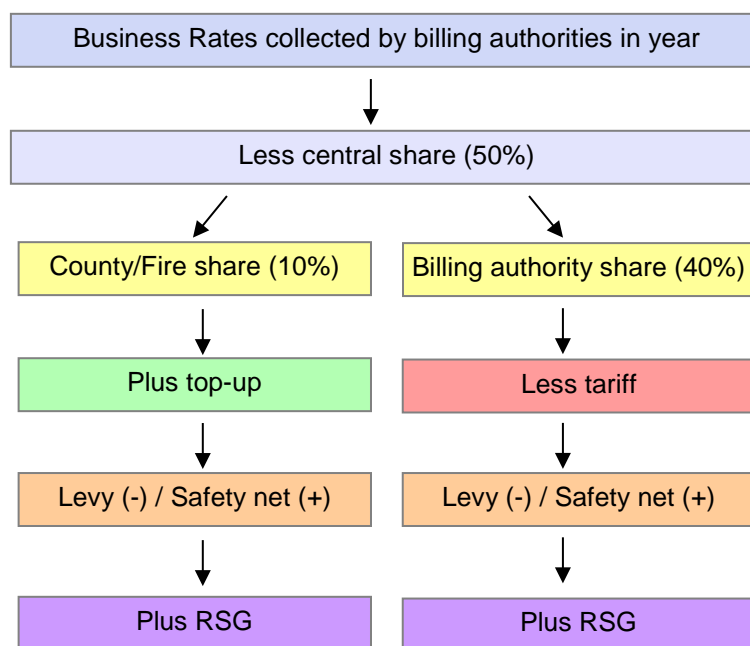 Business Rates collected by billing authorities in year
Less central share (50%)
County/Fire share (10%)
Billing authority share (40%)
Plus top-up
Less tariff
Levy (-) / Safety net (+)
Levy (-) / Safety net (+)
Plus RSG
Plus RSG